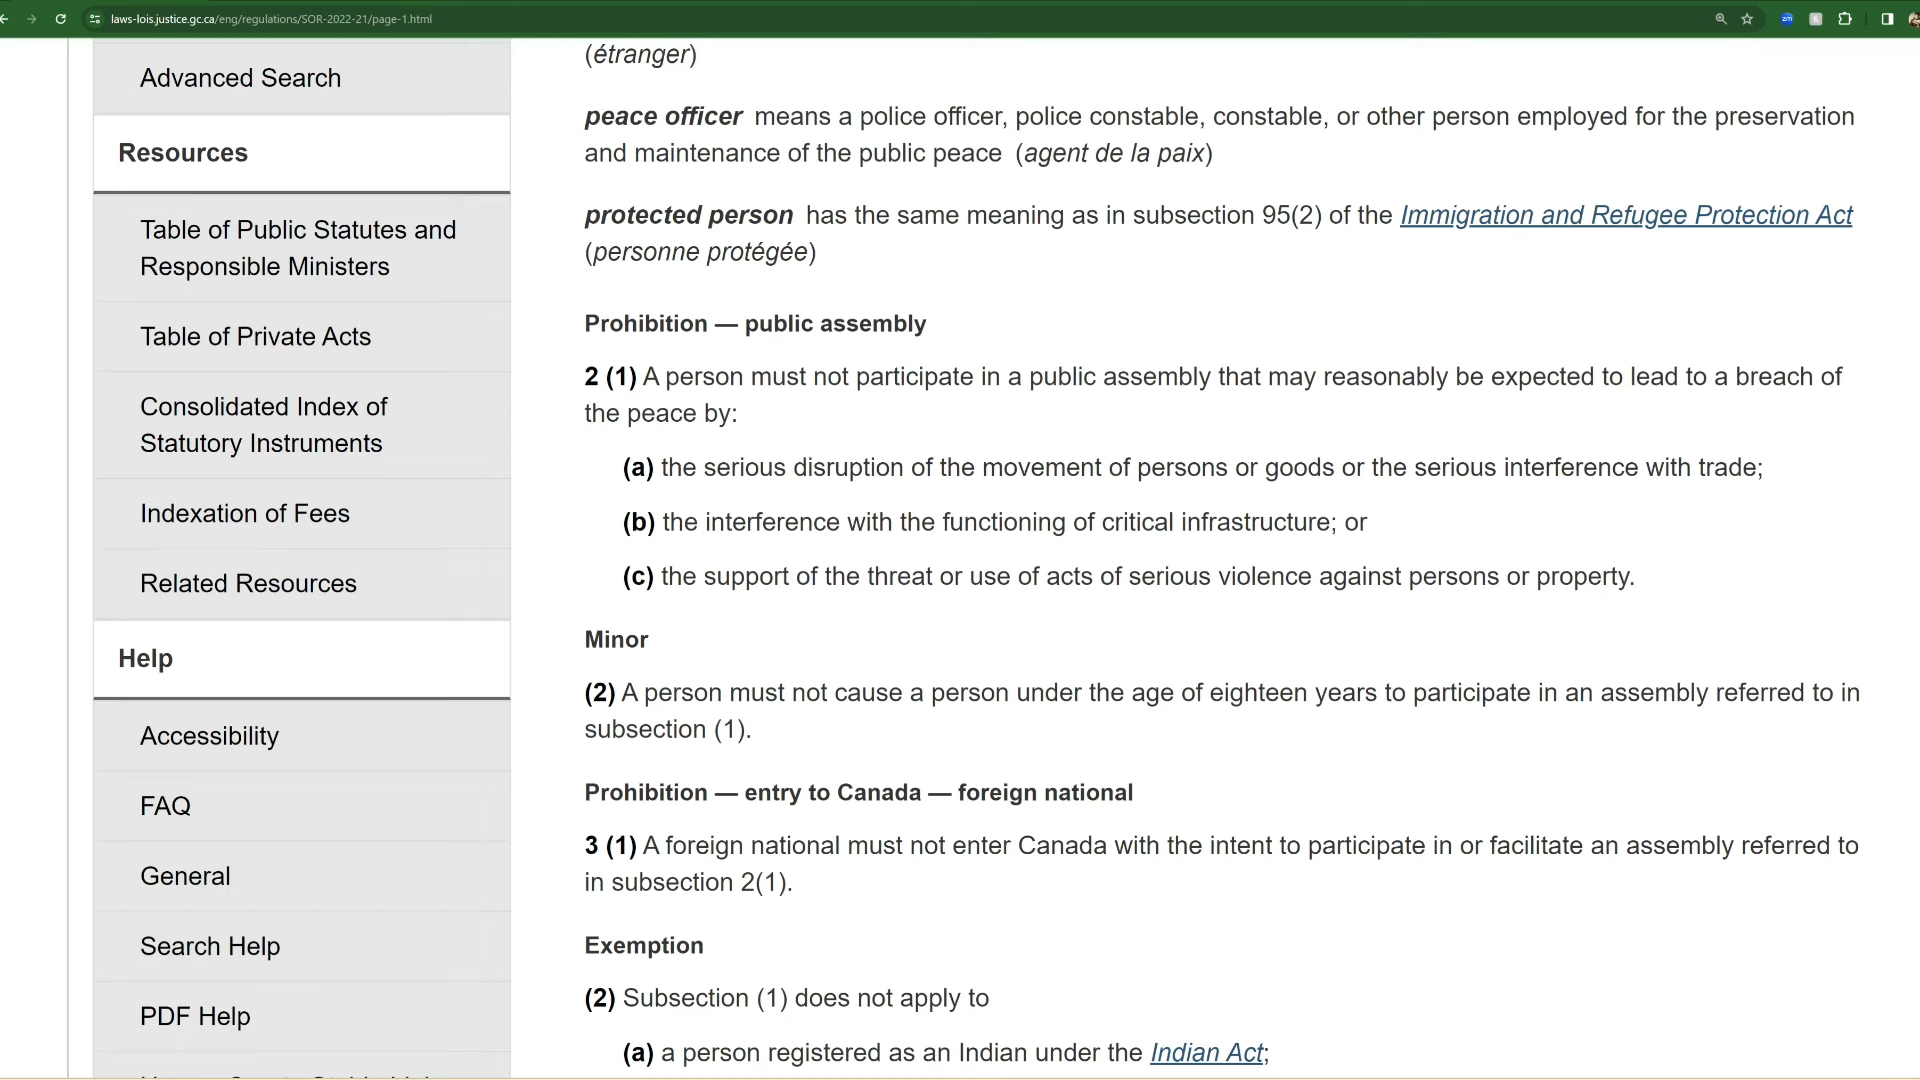 laws-lois.justice.gc.ca/eng/regulations/SOR-2022-21/page-1.html
zm
Advanced Search
Resources
Table of Public Statutes and
Responsible Ministers
Table of Private Acts
Consolidated Index of
Statutory Instruments
Indexation of Fees
Related Resources
Help
Accessibility
FAQ
General
Search Help
PDF Help
(étranger)
peace officer means a police officer, police constable, constable, or other person employed for the preservation
and maintenance of the public peace (agent de la paix)
protected person has the same meaning as in subsection 95(2) of the Immigration and Refugee Protection Act
(personne protégée)
Prohibition — public assembly
2 (1) A person must not participate in a public assembly that may reasonably be expected to lead to a breach of
the peace by:
(a) the serious disruption of the movement of persons or goods or the serious interference with trade;
(b) the interference with the functioning of critical infrastructure; or
(c) the support of the threat or use of acts of serious violence against persons or property.
Minor
(2) A person must not cause a person under the age of eighteen years to participate in an assembly referred to in
subsection (1).
Prohibition — entry to Canada — foreign national
3 (1) A foreign national must not enter Canada with the intent to participate in or facilitate an assembly referred to
in subsection 2(1).
Exemption
(2) Subsection (1) does not apply to
(a) a person registered as an Indian under the Indian Act;